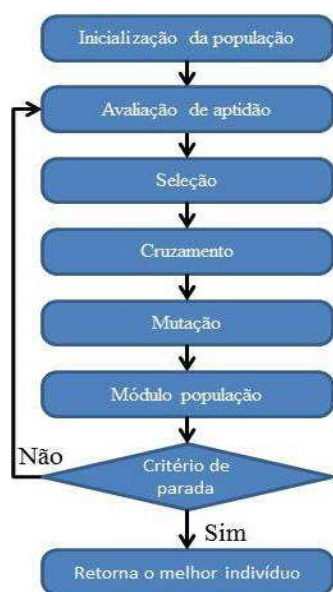 Inicialização da população
Avaliação de aptidão
Seleção
Cruzamento
Mutação
Módulo população
Não
Critério de
parada
Sim
Retorna o melhor indivíduo